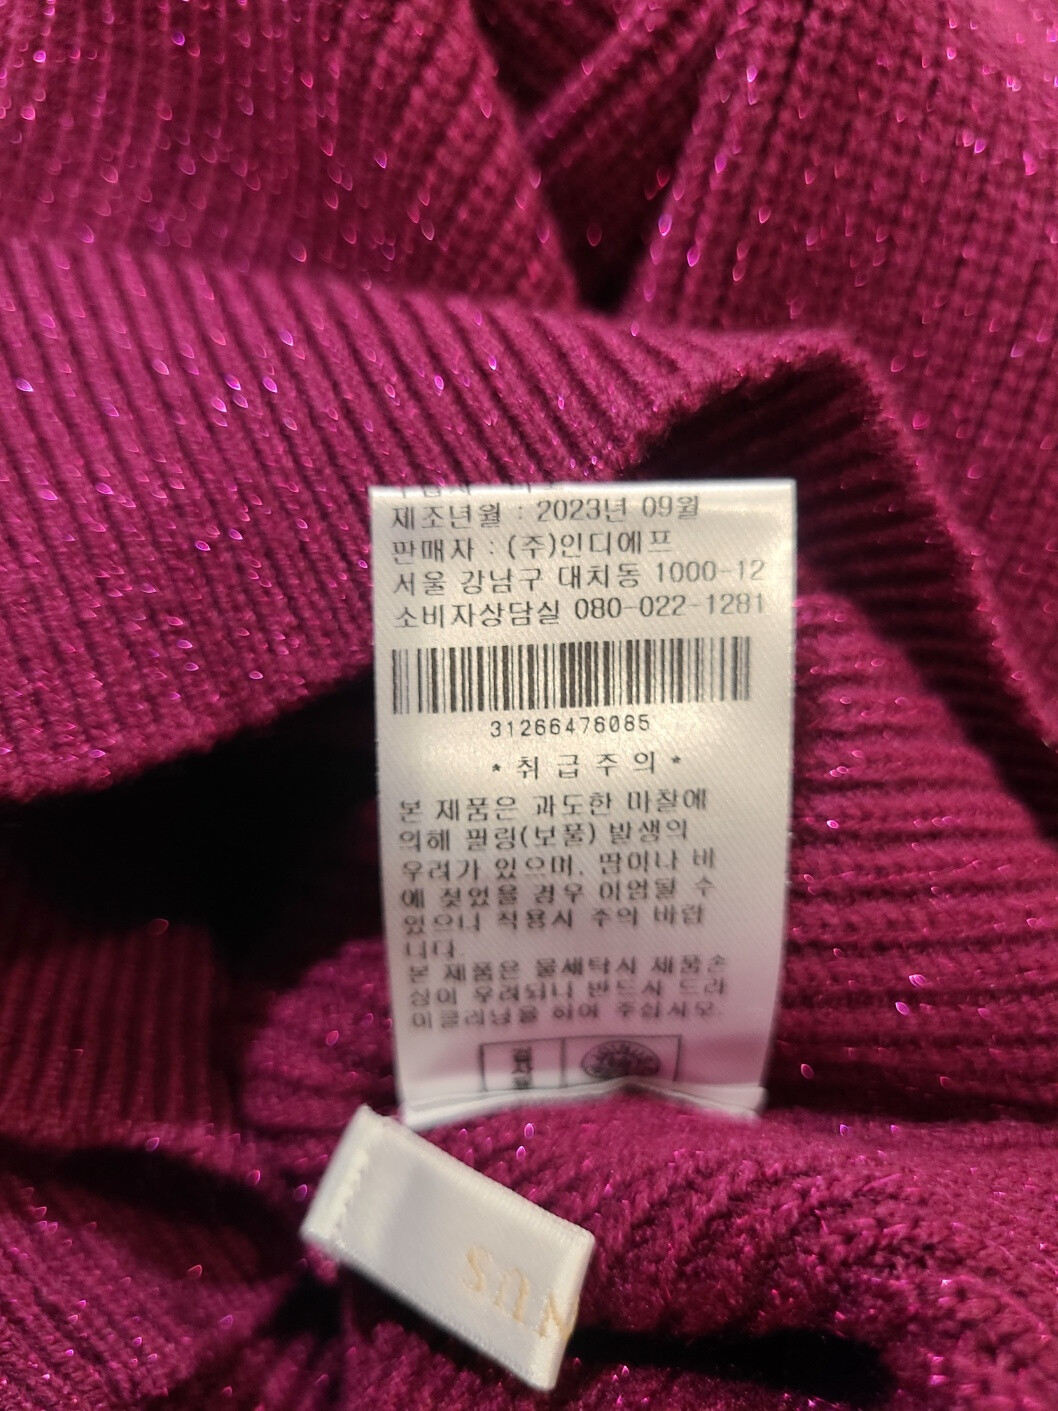 제조년월 : 2023년 09월
판매자 : (주)인디에프
서울 강남구 대치동 1000-12
소비자상담실 080-022-1281
31266476085
*취급주의*
본 제품은 과도한 마찰에
의해 필링(보풀) 발생의
우려가 있으며, 땀이나 비
에 젖었을 경우 이염될 수
있으니 착용시 주의 바랍
니다.
본 제품은 물세탁시 제품손
상이 우려되니 반드시 드라
이클리닝을 하여 주십시오.
검
사
필